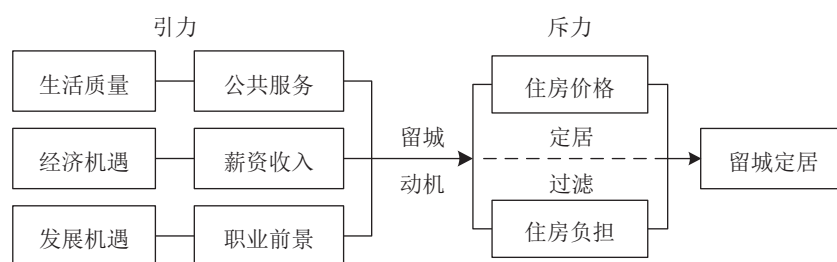 引力
斥力
生活质量
公共服务
住房价格
经济机遇
薪资收入
留城
动机
定居
过滤
留城定居
发展机遇
职业前景
住房负担